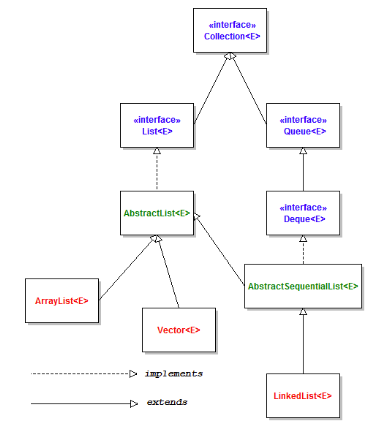 «interface»
Collection<E>
«interface»
List<E>
«interface»
Queue<E>
AbstractList<E>
«interface»
Deque<E>
ArrayList<E>
AbstractSequentialList<E>
Vector<E>
implements
LinkedList<E>
extends